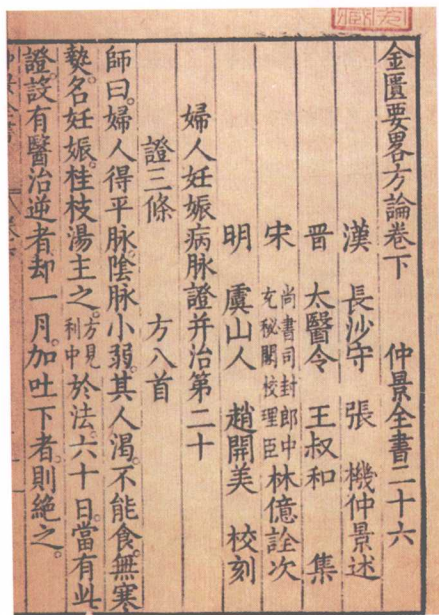 金匱要畧方論卷下 仲景全書二十六
漢 長沙守 張 機仲景述
晉 太醫令 王叔和 集
宋 尚書司封郎中充秘閣校理臣 林億詮次
明 虞山人 趙開美 校刻
婦人妊娠病脉證并治第二十
證三條 方八首
師曰。婦人得平脉。陰脉小弱。其人渴。不能食。無寒
熱。名妊娠。桂枝湯主之。方見利中 於法。六十日。當有此
證。設有醫治逆者。却一月。加吐下者。則絶之。